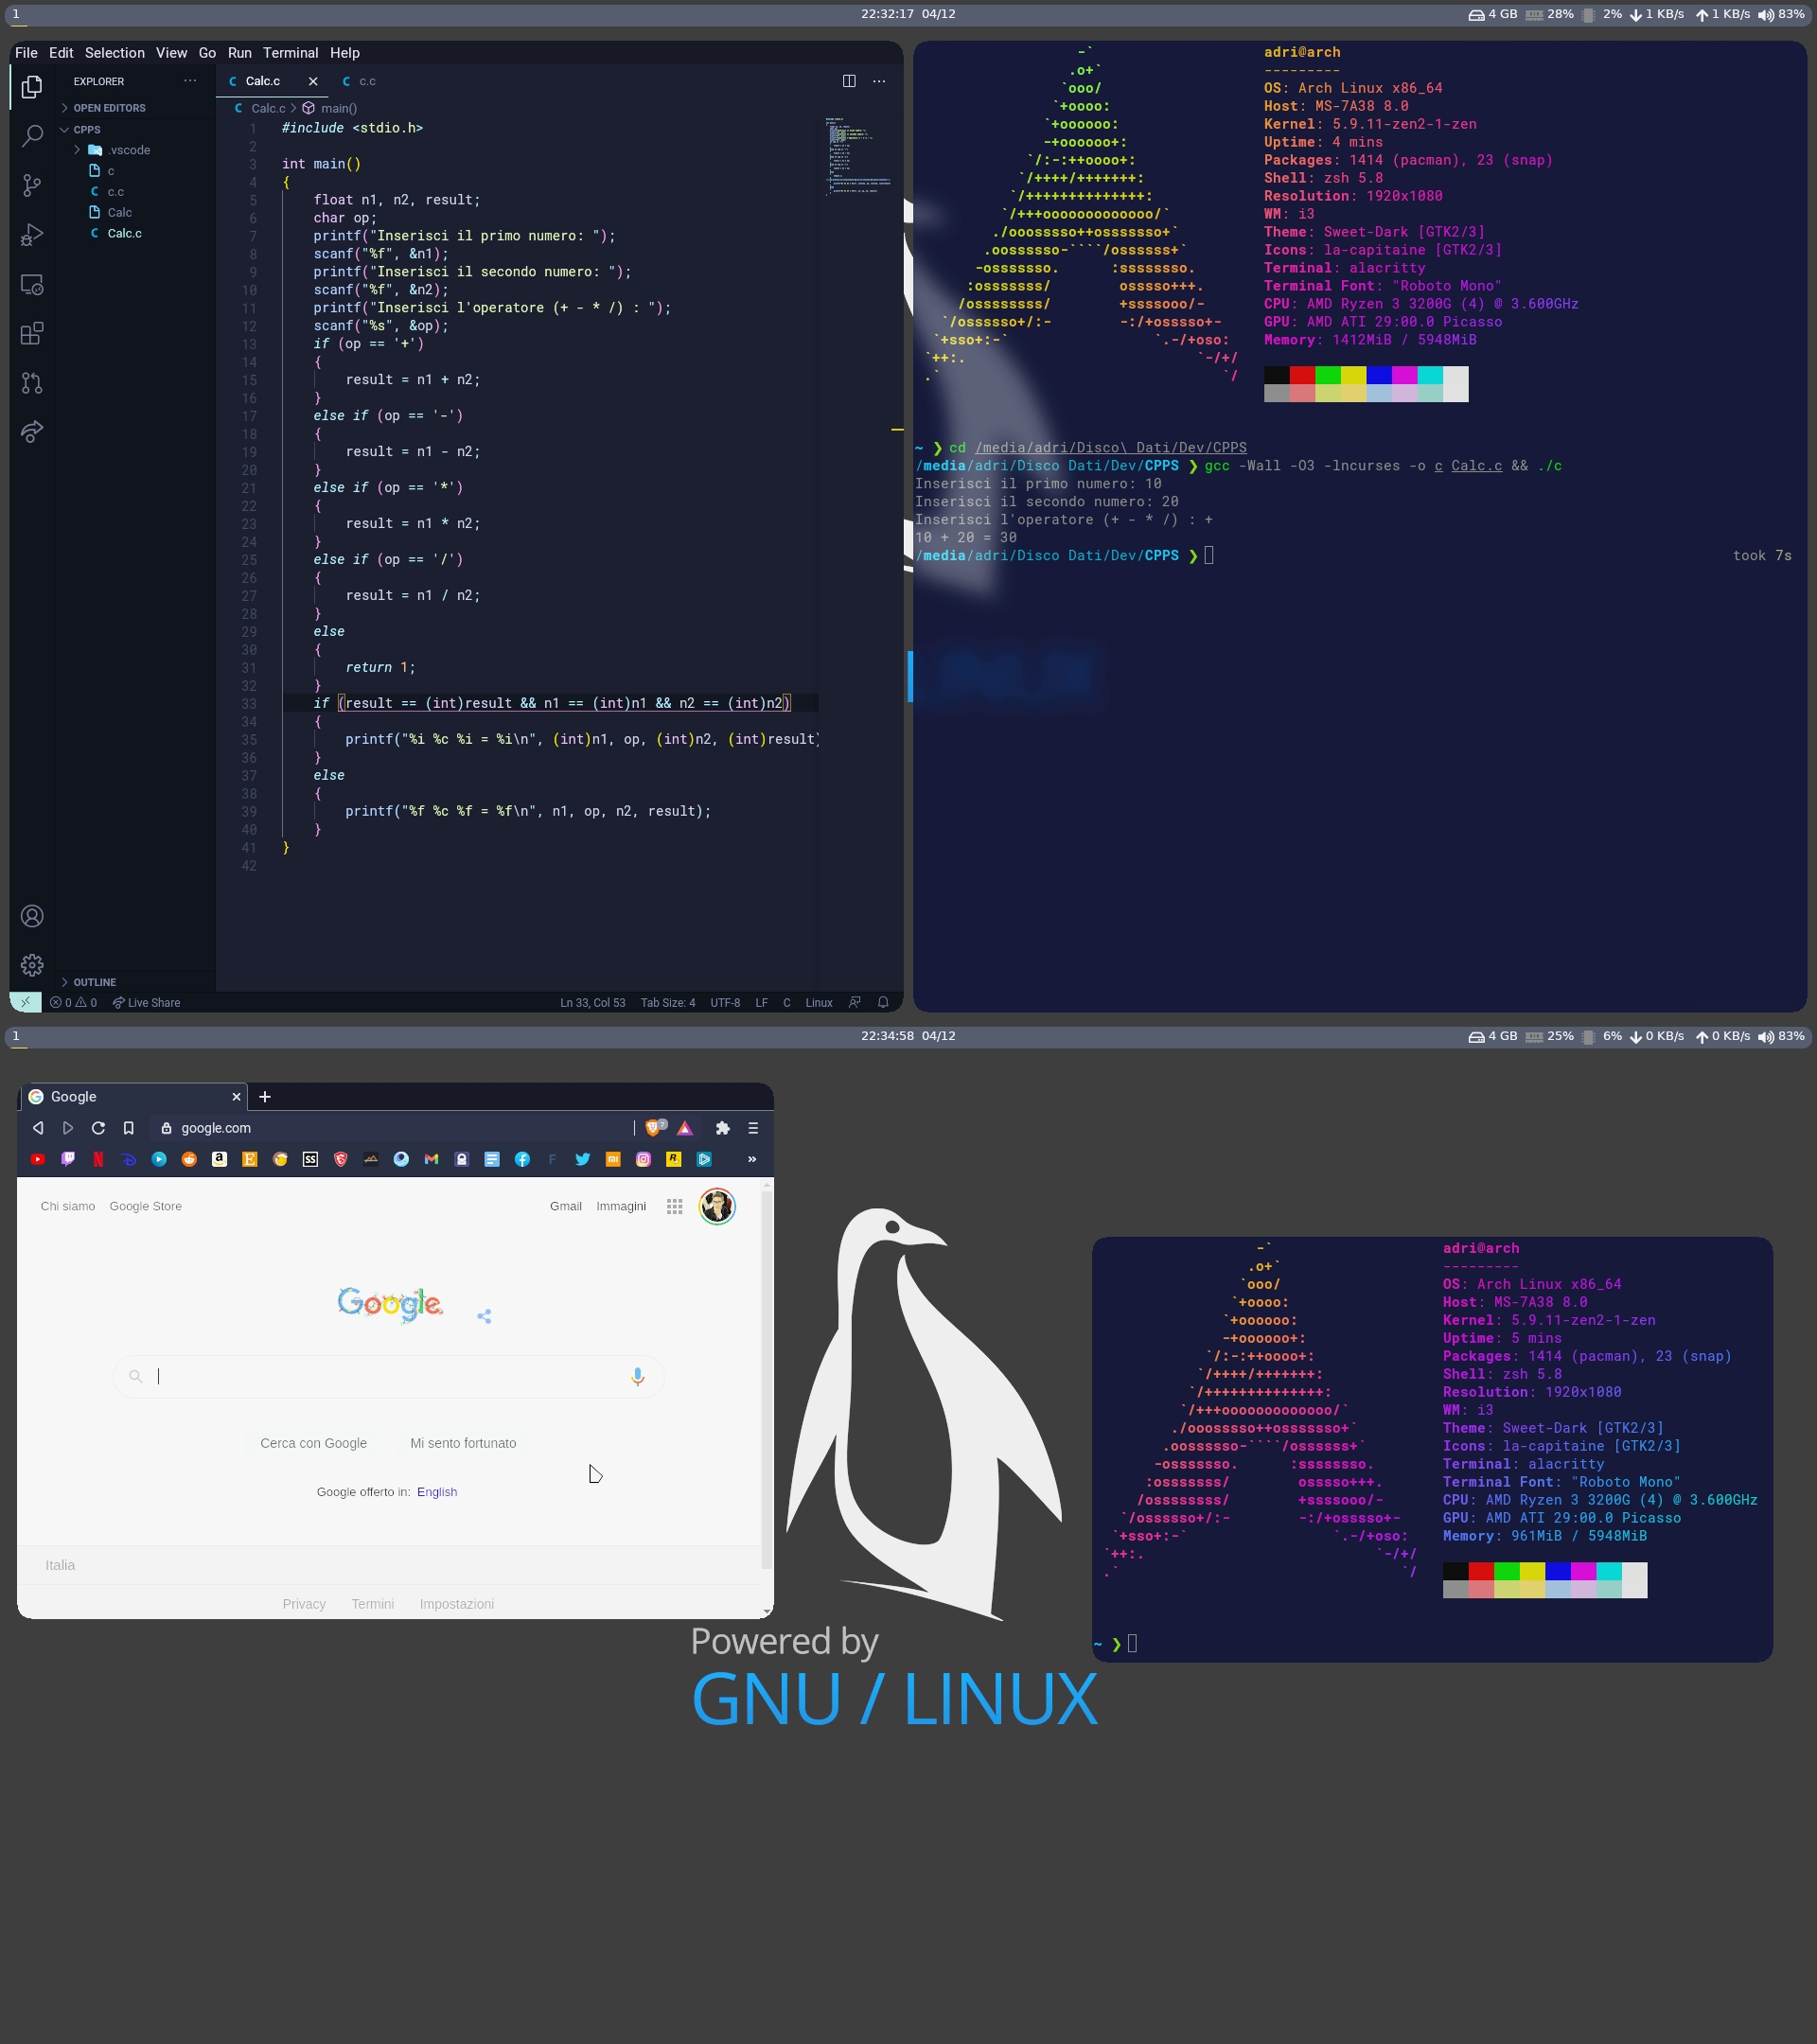 1
22:32:17 04/12
4 GB 28% 2% 1 KB/s 1 KB/s 83%
File Edit Selection View Go Run Terminal Help
EXPLORER ···
OPEN EDITORS
CPPS
.vscode
c
c.c
Calc
Calc.c
OUTLINE
Calc.c c.c ···
Calc.c > main()
1 #include <stdio.h>
2
3 int main()
4 {
5 float n1, n2, result;
6 char op;
7 printf("Inserisci il primo numero: ");
8 scanf("%f", &n1);
9 printf("Inserisci il secondo numero: ");
10 scanf("%f", &n2);
11 printf("Inserisci l'operatore (+ - * /) : ");
12 scanf("%s", &op);
13 if (op == '+')
14 {
15 result = n1 + n2;
16 }
17 else if (op == '-')
18 {
19 result = n1 - n2;
20 }
21 else if (op == '*')
22 {
23 result = n1 * n2;
24 }
25 else if (op == '/')
26 {
27 result = n1 / n2;
28 }
29 else
30 {
31 return 1;
32 }
33 if (result == (int)result && n1 == (int)n1 && n2 == (int)n2)
34 {
35 printf("%i %c %i = %i\n", (int)n1, op, (int)n2, (int)result)
36 }
37 else
38 {
39 printf("%f %c %f = %f\n", n1, op, n2, result);
40 }
41 }
42
0 0 Live Share Ln 33, Col 53 Tab Size: 4 UTF-8 LF C Linux
adri@arch
---------
OS: Arch Linux x86_64
Host: MS-7A38 8.0
Kernel: 5.9.11-zen2-1-zen
Uptime: 4 mins
Packages: 1414 (pacman), 23 (snap)
Shell: zsh 5.8
Resolution: 1920x1080
WM: i3
Theme: Sweet-Dark [GTK2/3]
Icons: la-capitaine [GTK2/3]
Terminal: alacritty
Terminal Font: "Roboto Mono"
CPU: AMD Ryzen 3 3200G (4) @ 3.600GHz
GPU: AMD ATI 29:00.0 Picasso
Memory: 1412MiB / 5948MiB
~ ❯ cd /media/adri/Disco\ Dati/Dev/CPPS
/media/adri/Disco Dati/Dev/CPPS ❯ gcc -Wall -O3 -lncurses -o c Calc.c && ./c
Inserisci il primo numero: 10
Inserisci il secondo numero: 20
Inserisci l'operatore (+ - * /) : +
10 + 20 = 30
/media/adri/Disco Dati/Dev/CPPS ❯ took 7s
1
22:34:58 04/12
4 GB 25% 6% 0 KB/s 0 KB/s 83%
Google
google.com
Chi siamo Google Store Gmail Immagini
Google
Cerca con Google Mi sento fortunato
Google offerto in: English
Italia
Privacy Termini Impostazioni
Powered by
GNU / LINUX
adri@arch
---------
OS: Arch Linux x86_64
Host: MS-7A38 8.0
Kernel: 5.9.11-zen2-1-zen
Uptime: 5 mins
Packages: 1414 (pacman), 23 (snap)
Shell: zsh 5.8
Resolution: 1920x1080
WM: i3
Theme: Sweet-Dark [GTK2/3]
Icons: la-capitaine [GTK2/3]
Terminal: alacritty
Terminal Font: "Roboto Mono"
CPU: AMD Ryzen 3 3200G (4) @ 3.600GHz
GPU: AMD ATI 29:00.0 Picasso
Memory: 961MiB / 5948MiB
~ ❯